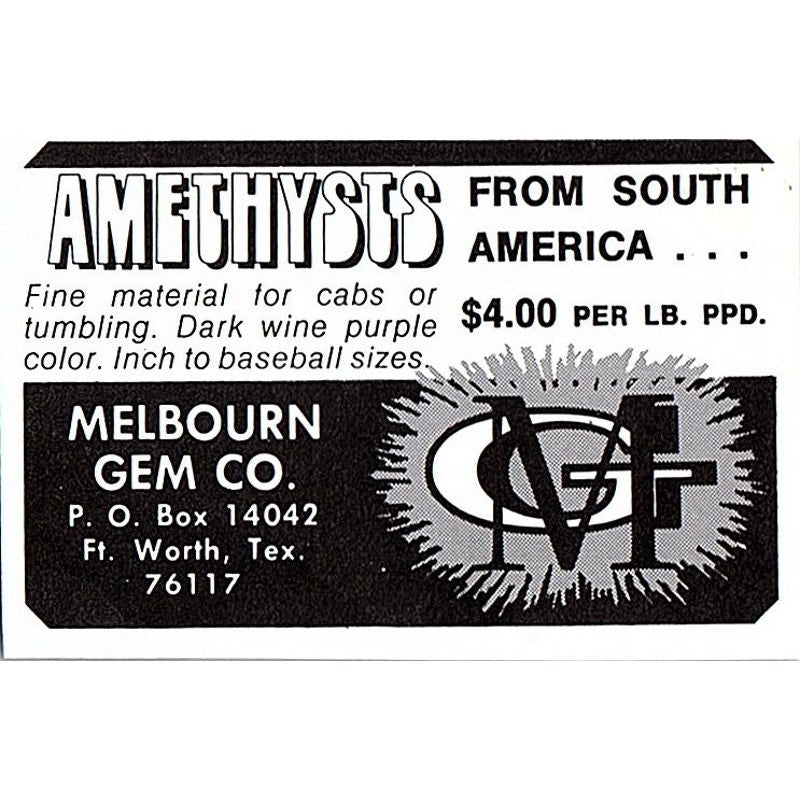 AMETHYSTS
FROM SOUTH
AMERICA . . .
Fine material for cabs or
tumbling. Dark wine purple
color. Inch to baseball sizes.
$4.00 PER LB. PPD.
MELBOURN
GEM CO.
P. O. Box 14042
Ft. Worth, Tex.
76117
MG